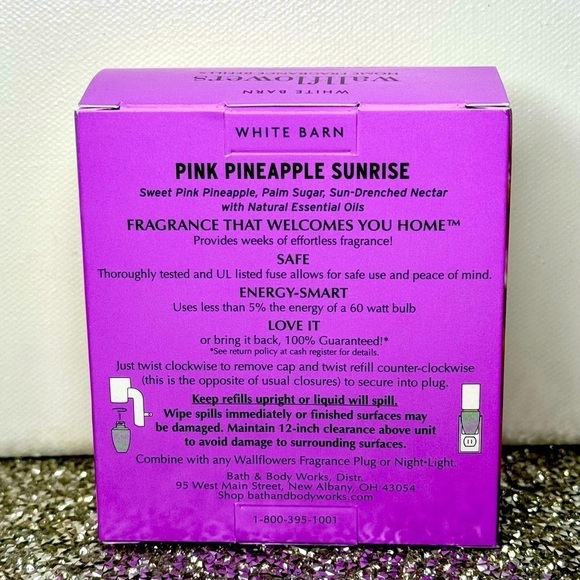 wallflowers
HOME FRAGRANCE REFILLS
WHITE BARN
WHITE BARN
PINK PINEAPPLE SUNRISE
Sweet Pink Pineapple, Palm Sugar, Sun-Drenched Nectar
with Natural Essential Oils
FRAGRANCE THAT WELCOMES YOU HOME™
Provides weeks of effortless fragrance!
SAFE
Thoroughly tested and UL listed fuse allows for safe use and peace of mind.
ENERGY-SMART
Uses less than 5% the energy of a 60 watt bulb
LOVE IT
or bring it back, 100% Guaranteed!*
*See return policy at cash register for details.
Just twist clockwise to remove cap and twist refill counter-clockwise
(this is the opposite of usual closures) to secure into plug.
Keep refills upright or liquid will spill.
Wipe spills immediately or finished surfaces may
be damaged. Maintain 12-inch clearance above unit
to avoid damage to surrounding surfaces.
Combine with any Wallflowers Fragrance Plug or Night•Light.
Bath & Body Works, Distr.
95 West Main Street, New Albany, OH 43054
Shop bathandbodyworks.com
1-800-395-1001